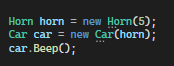 Horn horn = new Horn(5);
Car car = new Car(horn);
car.Beep();